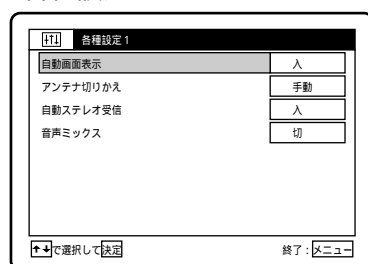 各種設定1
自動画面表示 入
アンテナ切りかえ 手動
自動ステレオ受信 入
音声ミックス 切
で選択して決定 終了:メニュー